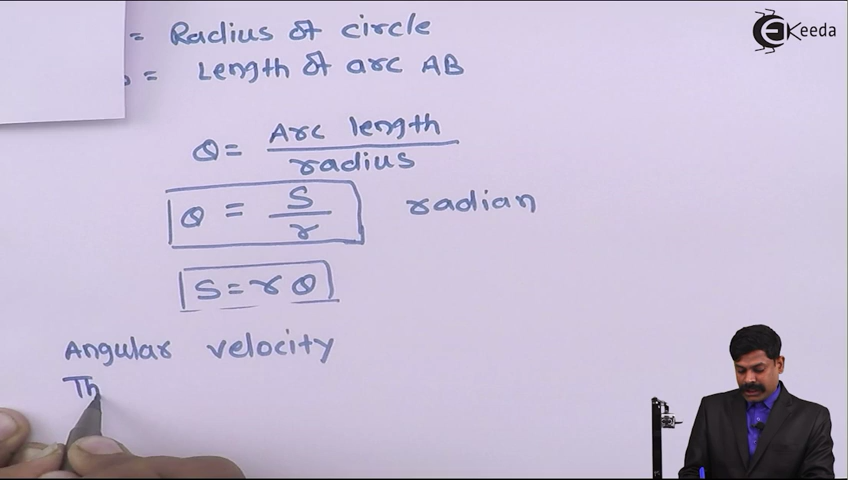 = Radius of circle
= Length of arc AB
EKeeda
θ = Arc length / radius
θ = S / r radian
S = r θ
Angular velocity
Th